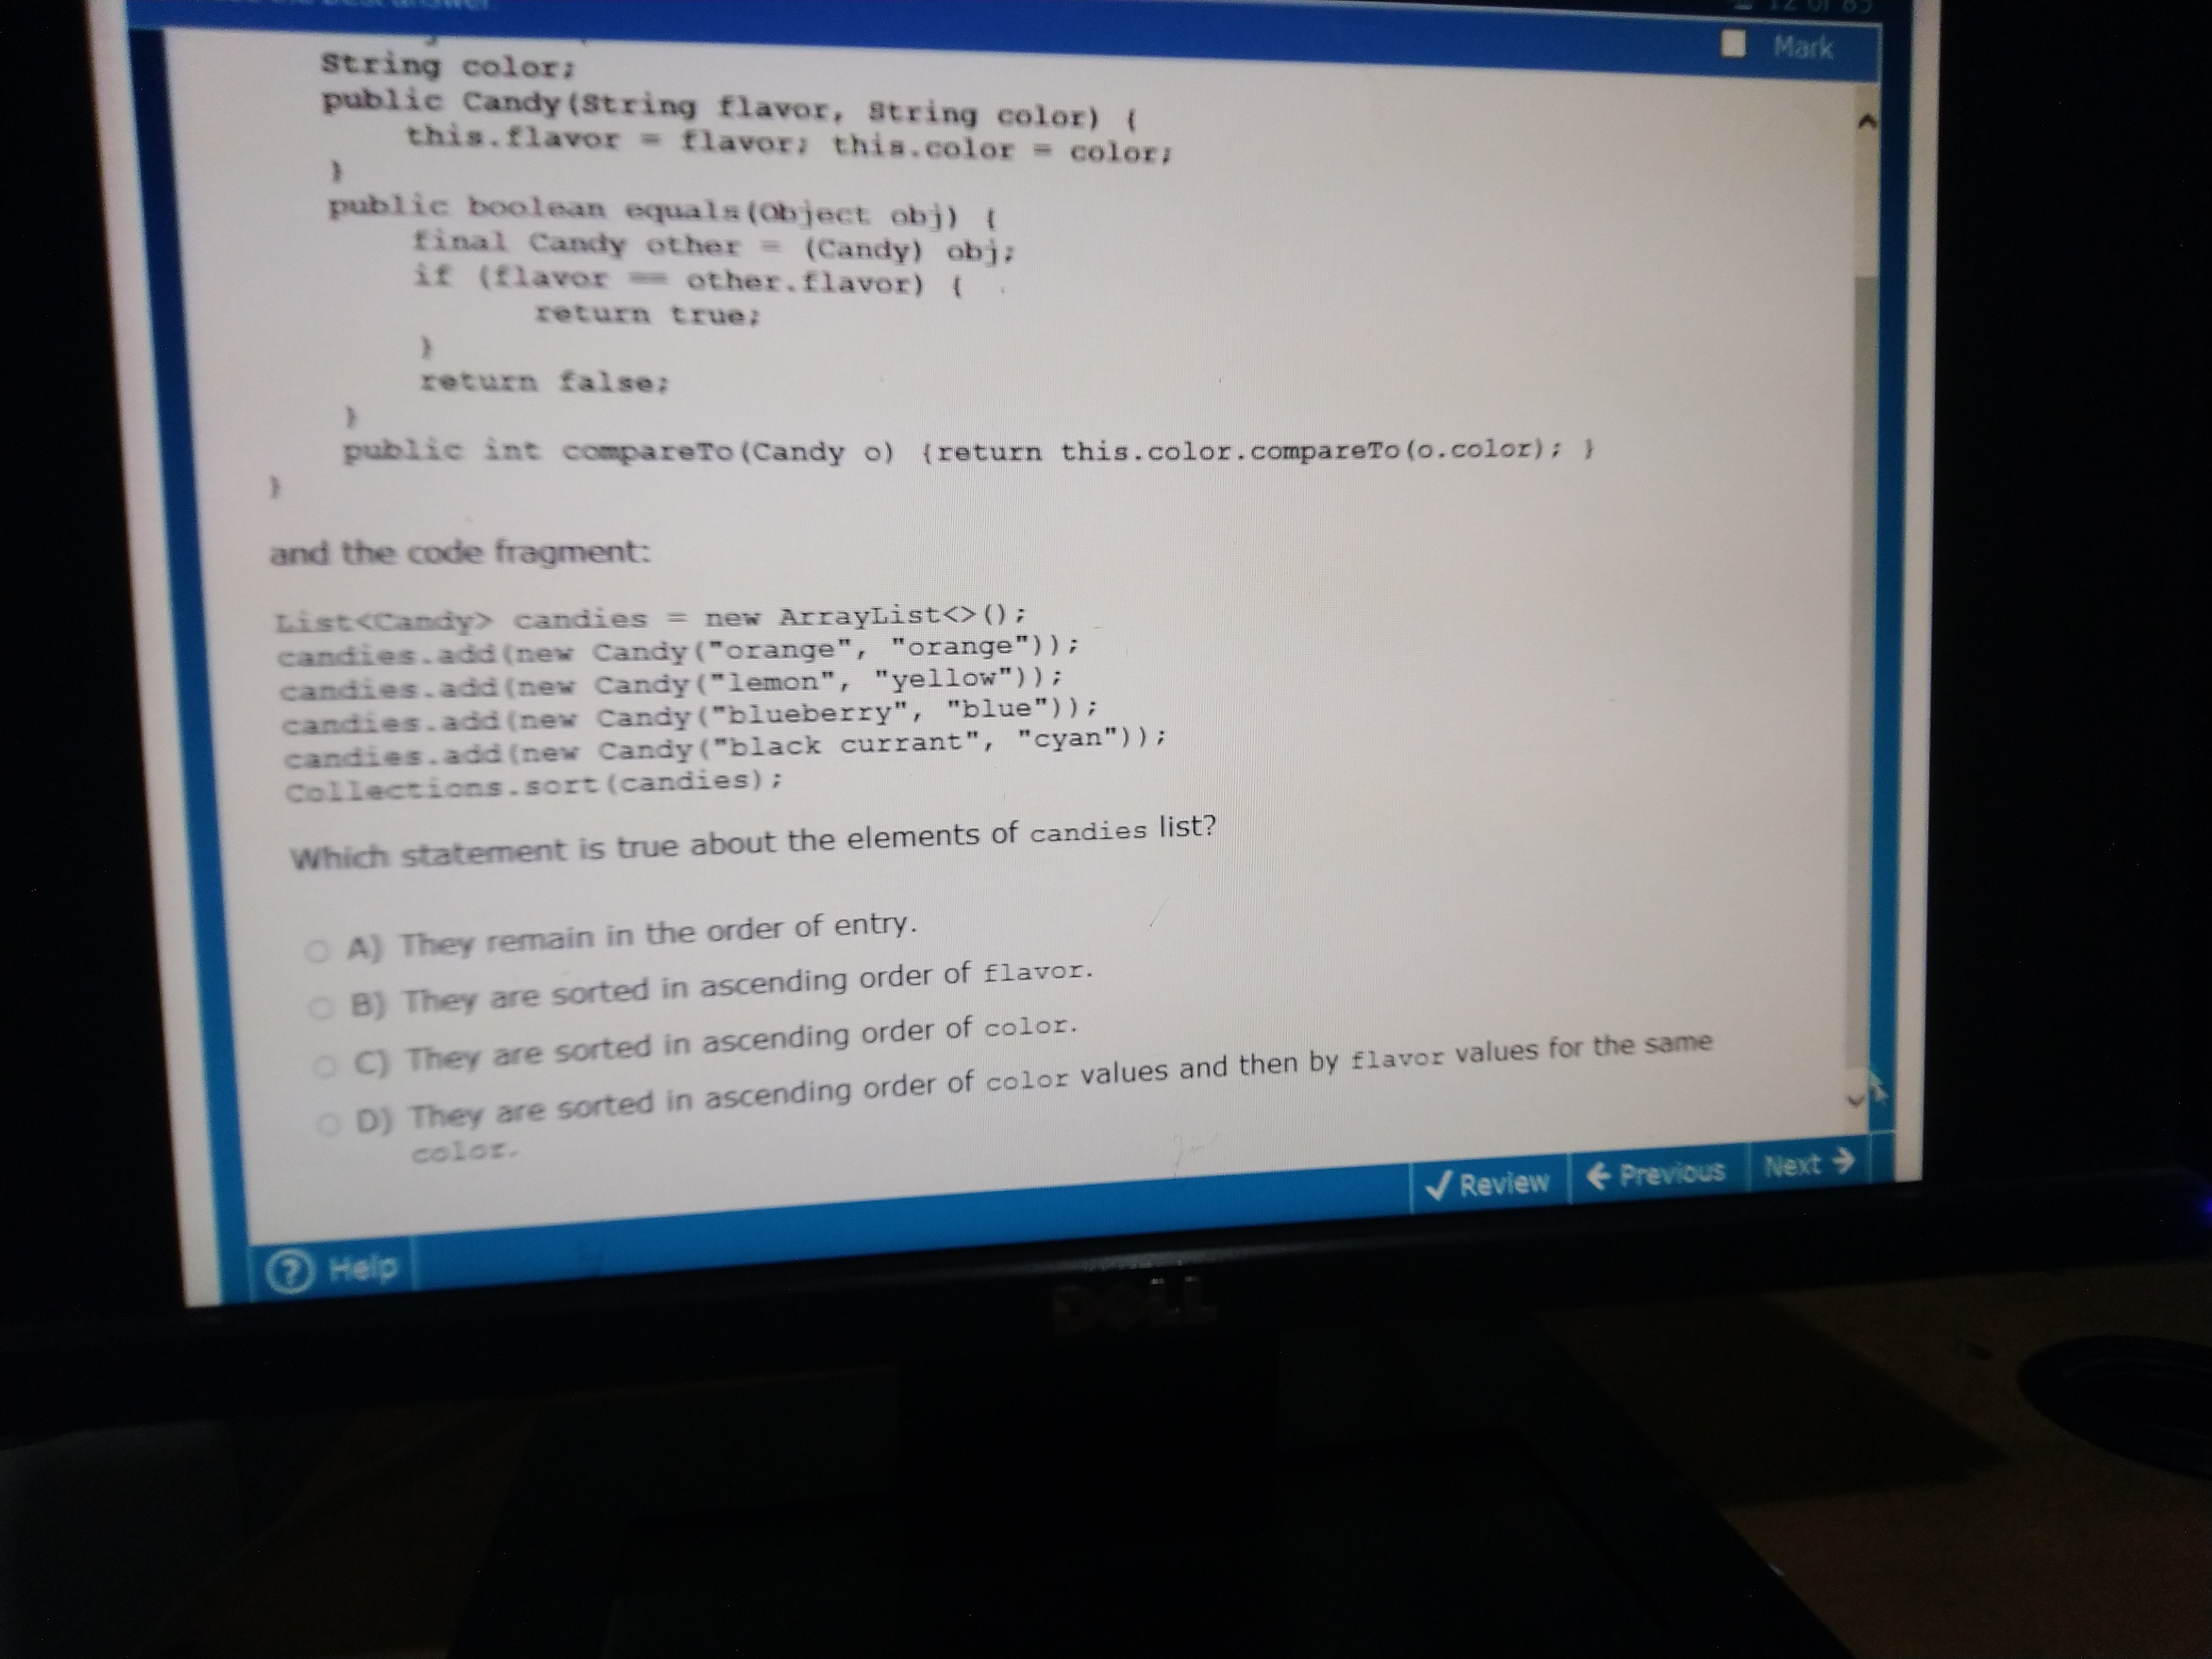 answer.
12 of 85
Mark
String color;
public Candy(String flavor, String color) {
this.flavor = flavor; this.color = color;
}
public boolean equals(Object obj) {
final Candy other = (Candy) obj;
if (flavor == other.flavor) {
return true;
}
return false;
}
public int compareTo(Candy o) {return this.color.compareTo(o.color); }
}
and the code fragment:
List<Candy> candies = new ArrayList<>();
candies.add(new Candy("orange", "orange"));
candies.add(new Candy("lemon", "yellow"));
candies.add(new Candy("blueberry", "blue"));
candies.add(new Candy("black currant", "cyan"));
Collections.sort(candies);
Which statement is true about the elements of candies list?
A) They remain in the order of entry.
B) They are sorted in ascending order of flavor.
C) They are sorted in ascending order of color.
D) They are sorted in ascending order of color values and then by flavor values for the same
color.
Review
Previous
Next
Help
DELL